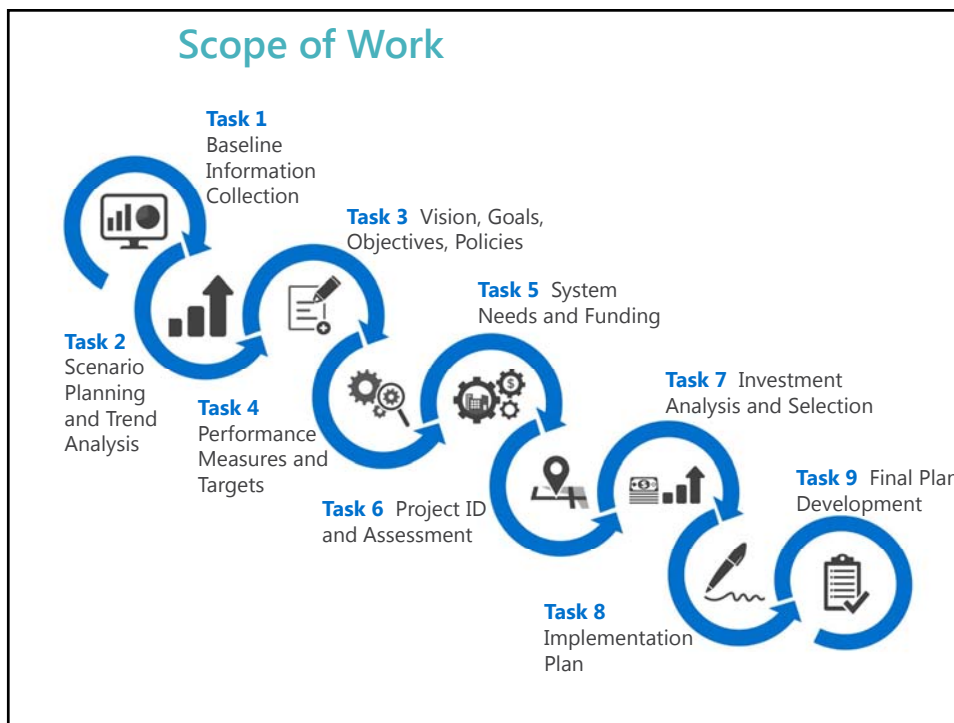 Scope of Work
Task 1
Baseline
Information
Collection
Task 2
Scenario
Planning
and Trend
Analysis
Task 3 Vision, Goals,
Objectives, Policies
Task 4
Performance
Measures and
Targets
Task 5 System
Needs and Funding
Task 6 Project ID
and Assessment
Task 7 Investment
Analysis and Selection
Task 8
Implementation
Plan
Task 9 Final Plan
Development